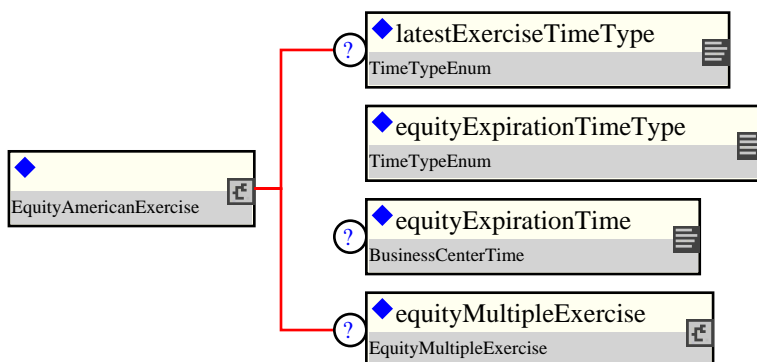 ?
latestExerciseTimeType
TimeTypeEnum
equityExpirationTimeType
TimeTypeEnum
EquityAmericanExercise
?
equityExpirationTime
BusinessCenterTime
?
equityMultipleExercise
EquityMultipleExercise